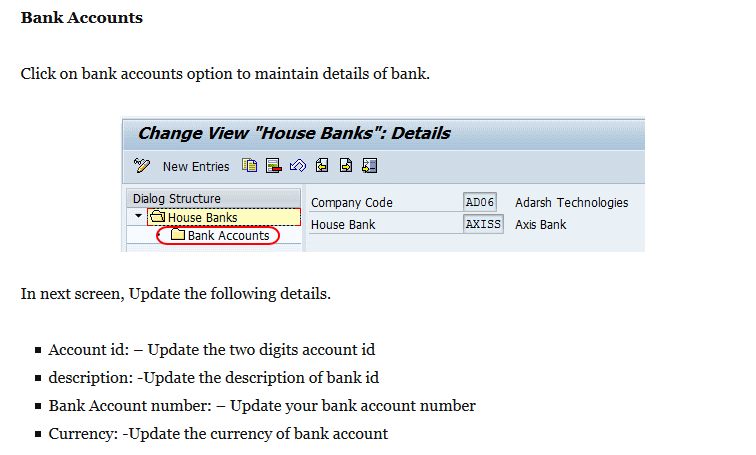 Bank Accounts
Click on bank accounts option to maintain details of bank.
Change View "House Banks": Details
New Entries
Dialog Structure
House Banks
Bank Accounts
Company Code AD06 Adarsh Technologies
House Bank AXISS Axis Bank
In next screen, Update the following details.
▪ Account id: – Update the two digits account id
▪ description: -Update the description of bank id
▪ Bank Account number: – Update your bank account number
▪ Currency: -Update the currency of bank account